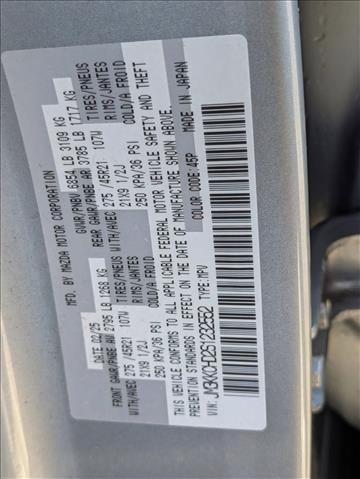 MFD. BY MAZDA MOTOR CORPORATION
DATE 02/25 GVWR/PNBV 6854 LB 3109 KG
FRONT GAWR/PNBE AV 2795 LB 1268 KG REAR GAWR/PNBE AR 3785 LB 1717 KG
WITH/AVEC 275 /45R21 107W TIRES/PNEUS WITH/AVEC 275 /45R21 107W TIRES/PNEUS
21X9 1/2J RIMS/JANTES 21X9 1/2J RIMS/JANTES
250 KPA/36 PSI COLD/A FROID 250 KPA/36 PSI COLD/A FROID
THIS VEHICLE CONFORMS TO ALL APPLICABLE FEDERAL MOTOR VEHICLE SAFETY AND THEFT
PREVENTION STANDARDS IN EFFECT ON THE DATE OF MANUFACTURE SHOWN ABOVE.
VIN: JM3KKCHD2S1232552 MADE IN JAPAN
TYPE:MPV COLOR CODE:45P